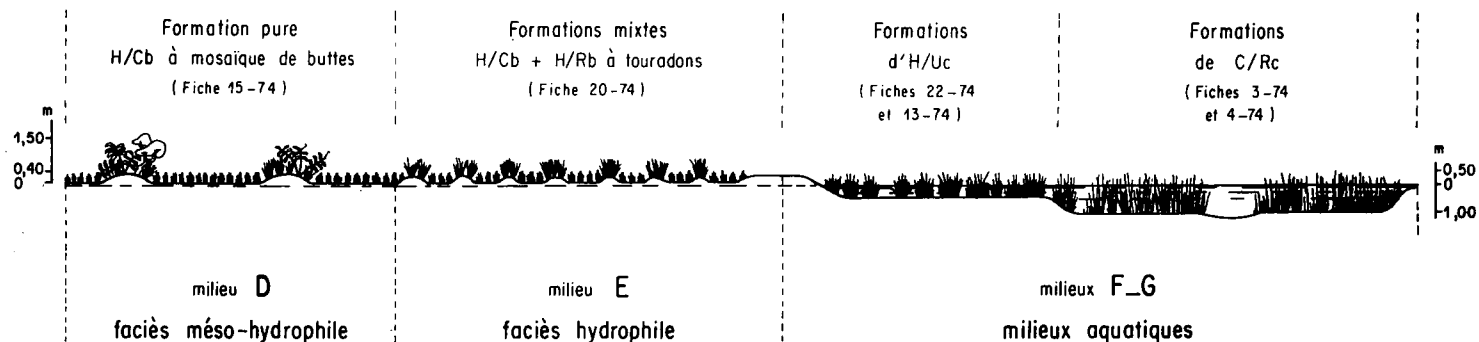 Formation pure
H/Cb à mosaïque de buttes
(Fiche 15-74)
Formations mixtes
H/Cb + H/Rb à touradons
(Fiche 20-74)
Formations
d'H/Uc
(Fiches 22-74
et 13-74)
Formations
de C/Rc
(Fiches 3-74
et 4-74)
m
1,50
0,40
0
m
0,50
0
1,00
milieu D
faciès méso-hydrophile
milieu E
faciès hydrophile
milieux F_G
milieux aquatiques